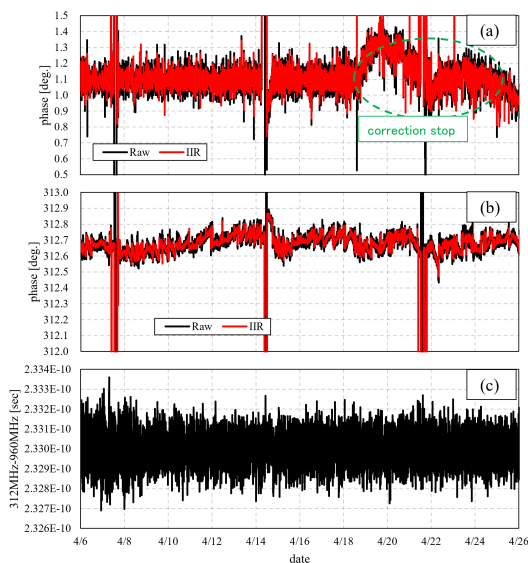 (a)
phase [deg.]
1.5
1.4
1.3
1.2
1.1
1.0
0.9
0.8
0.7
0.6
0.5
correction stop
Raw IIR
(b)
phase [deg.]
313.0
312.9
312.8
312.7
312.6
312.5
312.4
312.3
312.2
312.1
312.0
Raw IIR
(c)
312MHz-960MHz [sec]
2.334E-10
2.333E-10
2.332E-10
2.331E-10
2.330E-10
2.329E-10
2.328E-10
2.327E-10
2.326E-10
4/6 4/8 4/10 4/12 4/14 4/16 4/18 4/20 4/22 4/24 4/26
date